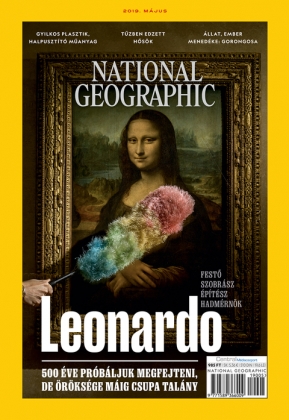 2019. MÁJUS
GYILKOS PLASZTIK,
HALPUSZTÍTÓ MŰANYAG
TŰZBEN EDZETT
HŐSÖK
ÁLLAT, EMBER
MENEDÉKE: GORONGOSA
NATIONAL
GEOGRAPHIC
FESTŐ
SZOBRÁSZ
ÉPÍTÉSZ
HADMÉRNÖK
Leonardo
500 ÉVE PRÓBÁLJUK MEGFEJTENI,
DE ÖRÖKSÉGE MÁIG CSUPA TALÁNY
Central
NATIONAL GEOGRAPHIC